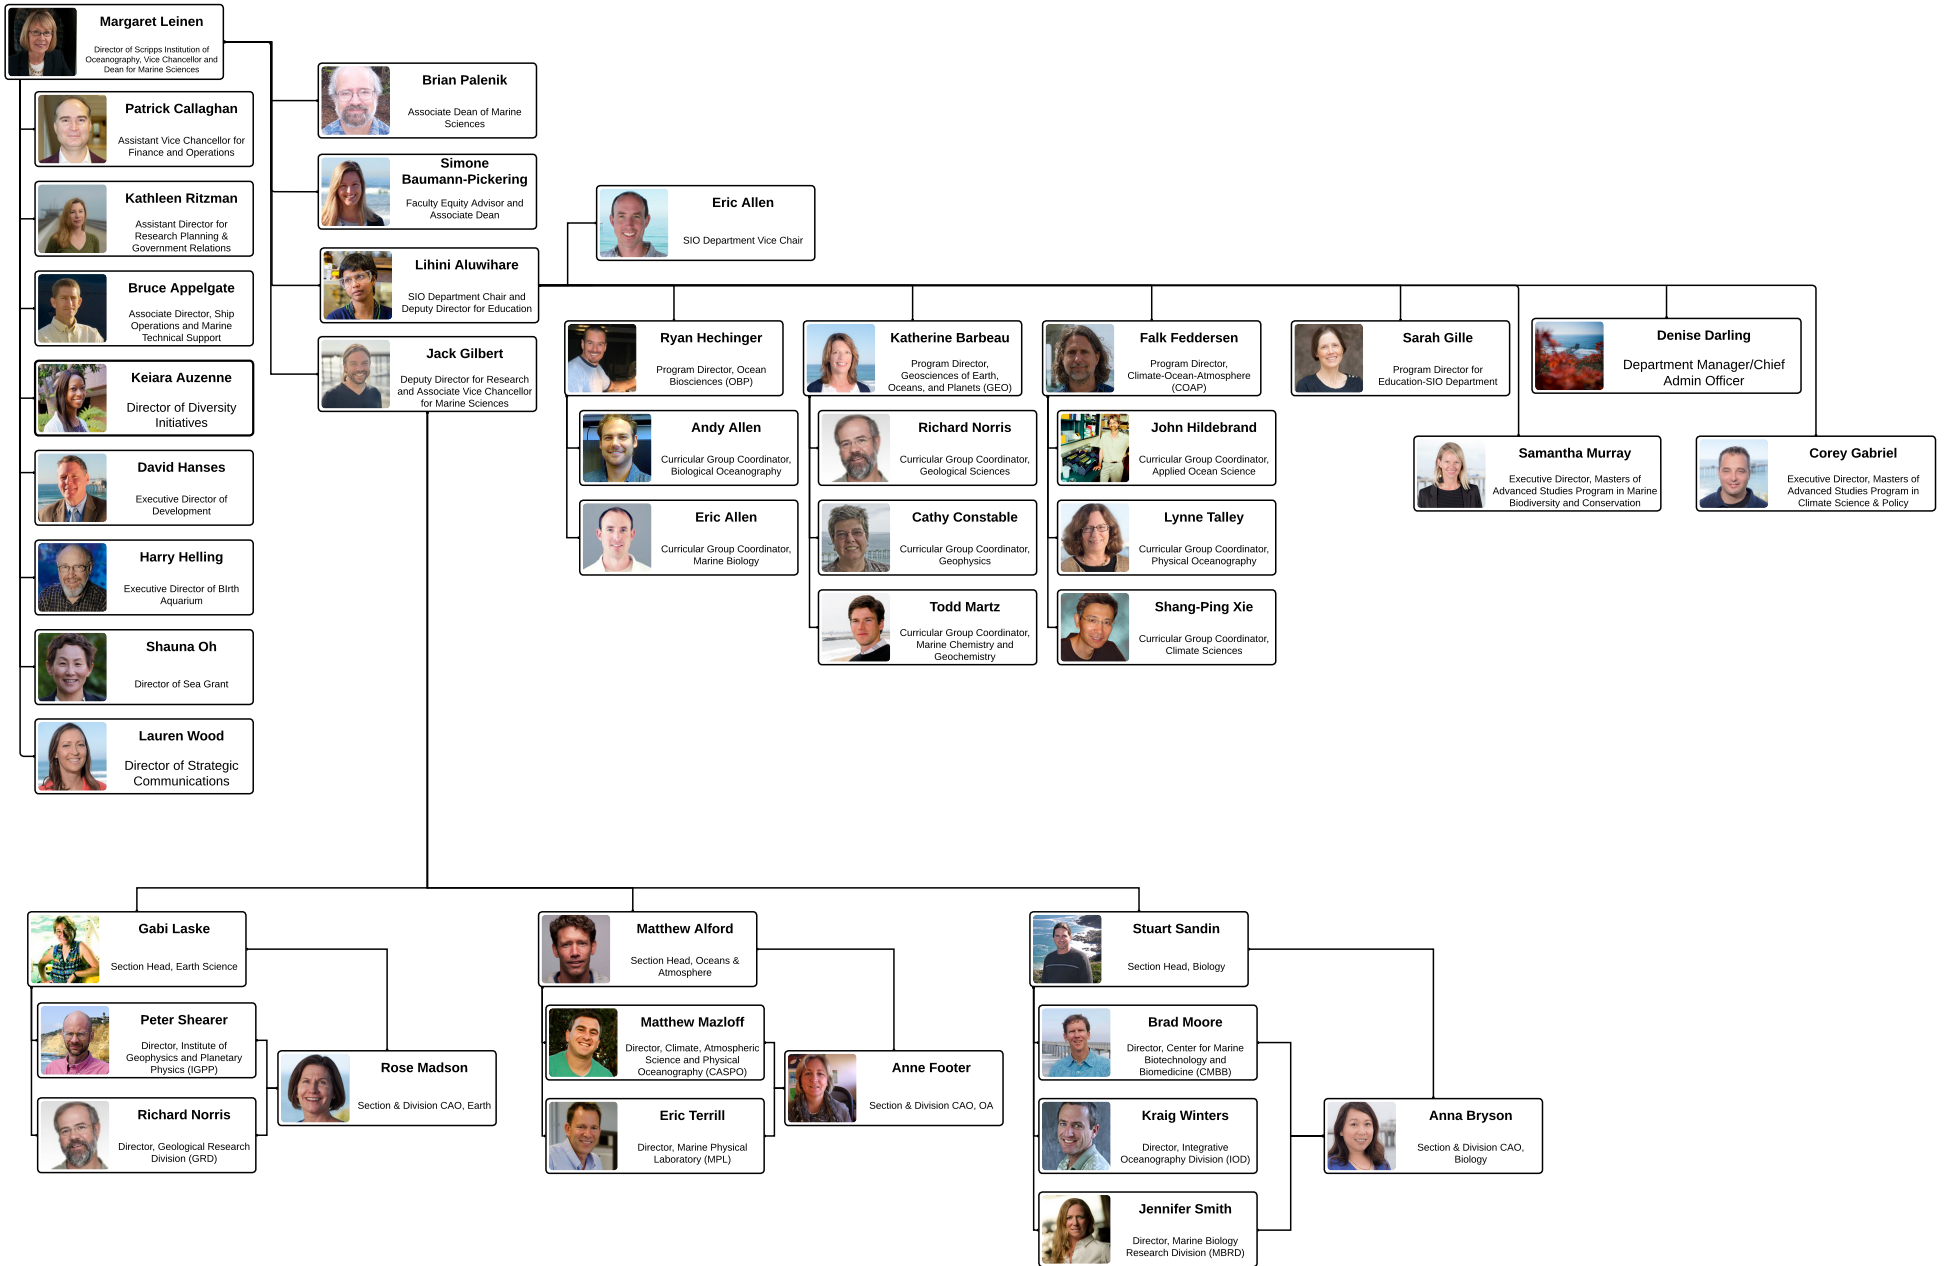 Margaret Leinen
Director of Scripps Institution of
Oceanography, Vice Chancellor and
Dean for Marine Sciences
Patrick Callaghan
Assistant Vice Chancellor for
Finance and Operations
Kathleen Ritzman
Assistant Director for
Research Planning &
Government Relations
Bruce Appelgate
Associate Director, Ship
Operations and Marine
Technical Support
Keiara Auzenne
Director of Diversity
Initiatives
David Hanses
Executive Director of
Development
Harry Helling
Executive Director of BIrth
Aquarium
Shauna Oh
Director of Sea Grant
Lauren Wood
Director of Strategic
Communications
Brian Palenik
Associate Dean of Marine
Sciences
Simone
Baumann-Pickering
Faculty Equity Advisor and
Associate Dean
Lihini Aluwihare
SIO Department Chair and
Deputy Director for Education
Jack Gilbert
Deputy Director for Research
and Associate Vice Chancellor
for Marine Sciences
Eric Allen
SIO Department Vice Chair
Ryan Hechinger
Program Director, Ocean
Biosciences (OBP)
Andy Allen
Curricular Group Coordinator,
Biological Oceanography
Eric Allen
Curricular Group Coordinator,
Marine Biology
Katherine Barbeau
Program Director,
Geosciences of Earth,
Oceans, and Planets (GEO)
Richard Norris
Curricular Group Coordinator,
Geological Sciences
Cathy Constable
Curricular Group Coordinator,
Geophysics
Todd Martz
Curricular Group Coordinator,
Marine Chemistry and
Geochemistry
Falk Feddersen
Program Director,
Climate-Ocean-Atmosphere
(COAP)
John Hildebrand
Curricular Group Coordinator,
Applied Ocean Science
Lynne Talley
Curricular Group Coordinator,
Physical Oceanography
Shang-Ping Xie
Curricular Group Coordinator,
Climate Sciences
Sarah Gille
Program Director for
Education-SIO Department
Denise Darling
Department Manager/Chief
Admin Officer
Samantha Murray
Executive Director, Masters of
Advanced Studies Program in Marine
Biodiversity and Conservation
Corey Gabriel
Executive Director, Masters of
Advanced Studies Program in
Climate Science & Policy
Gabi Laske
Section Head, Earth Science
Peter Shearer
Director, Institute of
Geophysics and Planetary
Physics (IGPP)
Richard Norris
Director, Geological Research
Division (GRD)
Rose Madson
Section & Division CAO, Earth
Matthew Alford
Section Head, Oceans &
Atmosphere
Matthew Mazloff
Director, Climate, Atmospheric
Science and Physical
Oceanography (CASPO)
Eric Terrill
Director, Marine Physical
Laboratory (MPL)
Anne Footer
Section & Division CAO, OA
Stuart Sandin
Section Head, Biology
Brad Moore
Director, Center for Marine
Biotechnology and
Biomedicine (CMBB)
Kraig Winters
Director, Integrative
Oceanography Division (IOD)
Jennifer Smith
Director, Marine Biology
Research Division (MBRD)
Anna Bryson
Section & Division CAO,
Biology